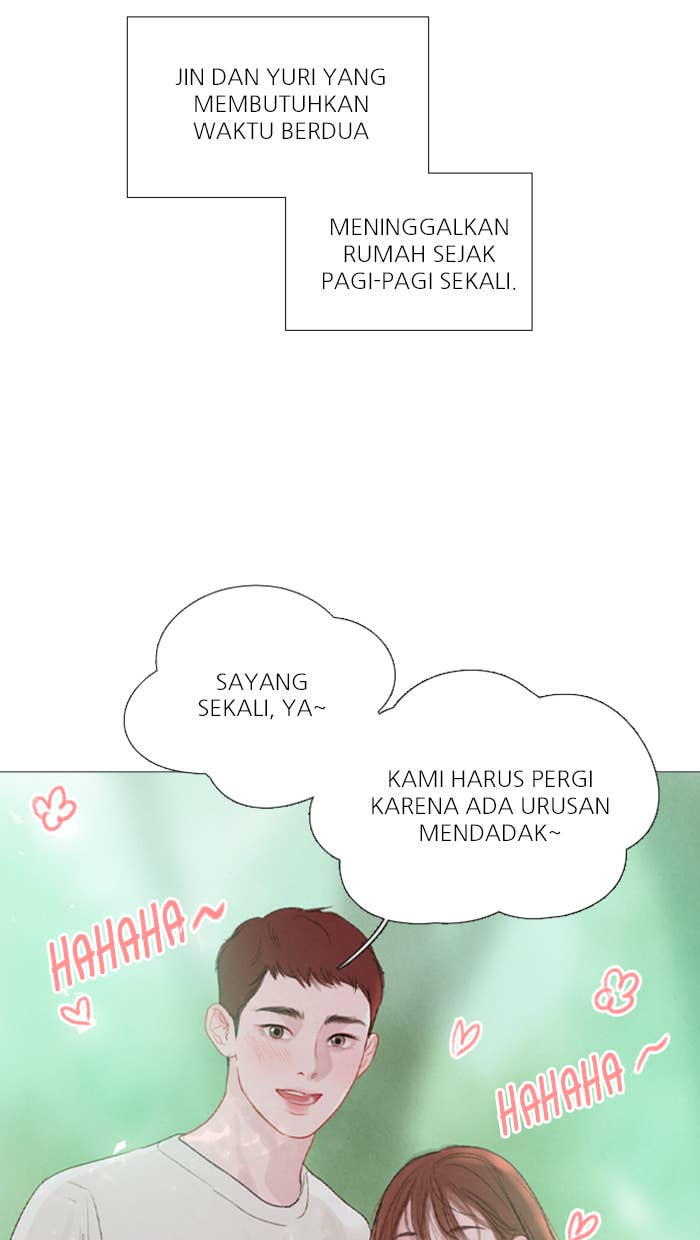 JIN DAN YURI YANG
MEMBUTUHKAN
WAKTU BERDUA
MENINGGALKAN
RUMAH SEJAK
PAGI-PAGI SEKALI.
SAYANG
SEKALI, YA~
KAMI HARUS PERGI
KARENA ADA URUSAN
MENDADAK~
HAHAHA~
HAHAHA~